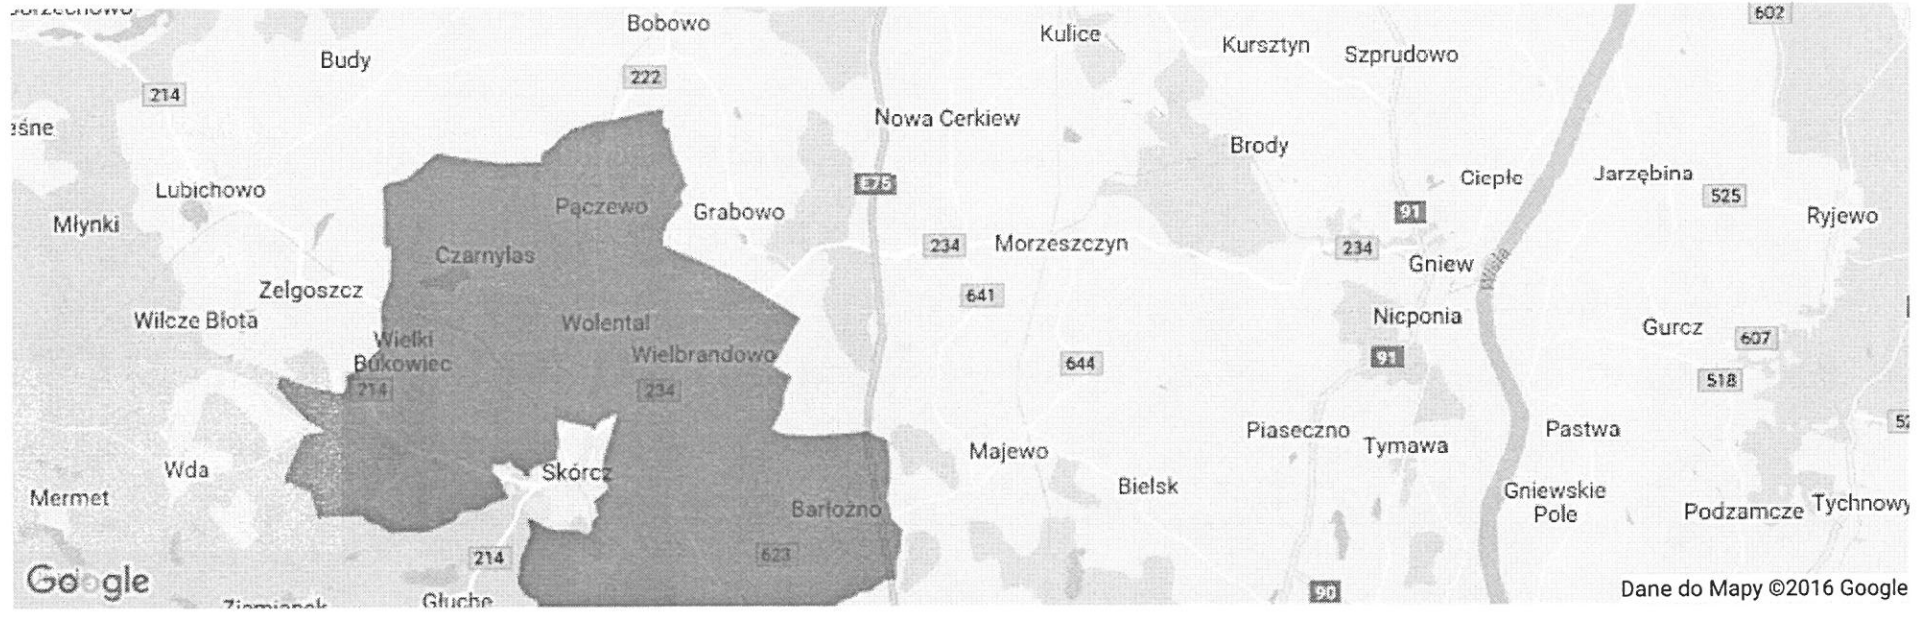 Bobowo
Kulice
602
Kursztyn
Szprudowo
Budy
222
214
Nowa Cerkiew
Brody
Ciepłe
Jarzębina
E75
Lubichowo
525
Pączewo
Grabowo
91
Ryjewo
Młynki
234
Morzeszczyn
234
Czarnylas
Gniew
Wisła
Zelgoszcz
641
Wilcze Błota
Wolental
Nicponia
Gurcz
607
Wielki
Bukowiec
Wielbrandowo
91
644
518
214
234
Piaseczno
Pastwa
Majewo
Tymawa
Wda
Skórcz
Bielsk
Mermet
Gniewskie
Pole
Barłożno
Podzamcze
Tychnowy
214
623
Google
90
Dane do Mapy ©2016 Google
Głuche